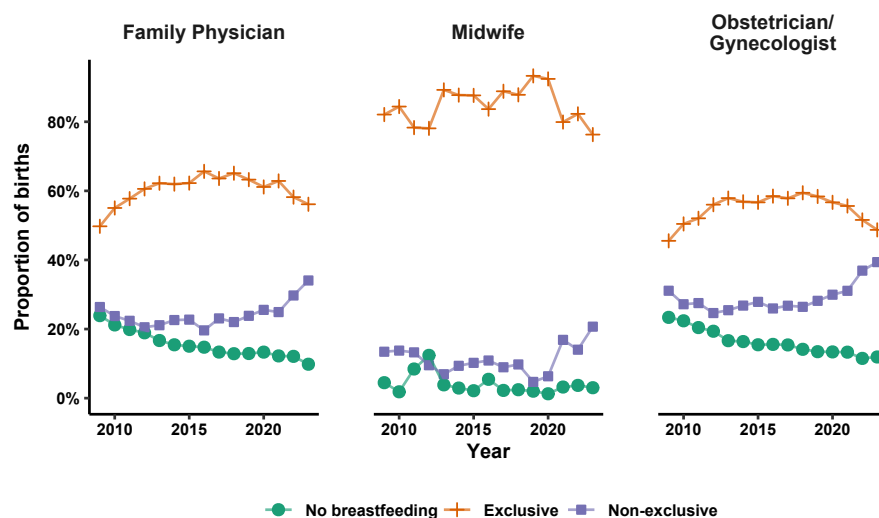 Family Physician
Midwife
Obstetrician/
Gynecologist
Proportion of births
80%
60%
40%
20%
0%
2010 2015 2020
2010 2015 2020
2010 2015 2020
Year
No breastfeeding Exclusive Non-exclusive